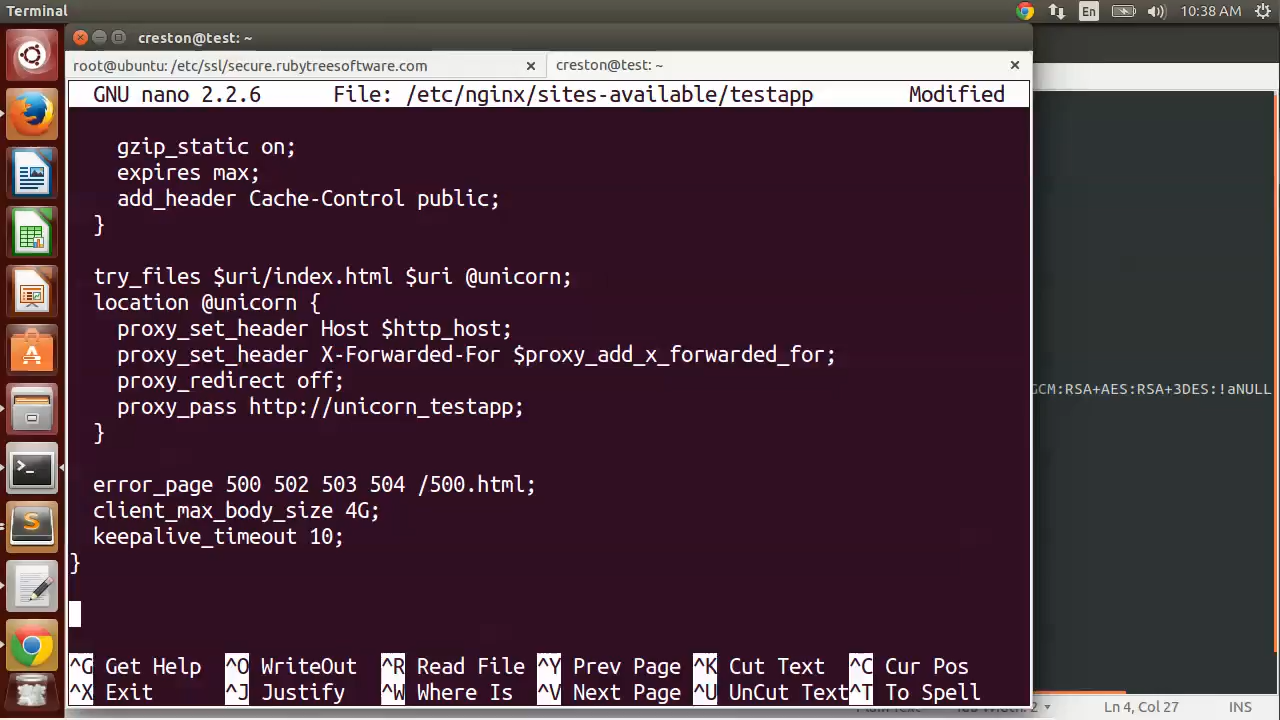 Terminal
En
10:38 AM
creston@test: ~
root@ubuntu: /etc/ssl/secure.rubytreesoftware.com
creston@test: ~
GNU nano 2.2.6 File: /etc/nginx/sites-available/testapp Modified
gzip_static on;
expires max;
add_header Cache-Control public;
}
try_files $uri/index.html $uri @unicorn;
location @unicorn {
proxy_set_header Host $http_host;
proxy_set_header X-Forwarded-For $proxy_add_x_forwarded_for;
proxy_redirect off;
proxy_pass http://unicorn_testapp;
}
GCM:RSA+AES:RSA+3DES:!aNULL
error_page 500 502 503 504 /500.html;
client_max_body_size 4G;
keepalive_timeout 10;
}
^G Get Help ^O WriteOut ^R Read File ^Y Prev Page ^K Cut Text ^C Cur Pos
^X Exit ^J Justify ^W Where Is ^V Next Page ^U UnCut Text ^T To Spell
Ln 4, Col 27 INS